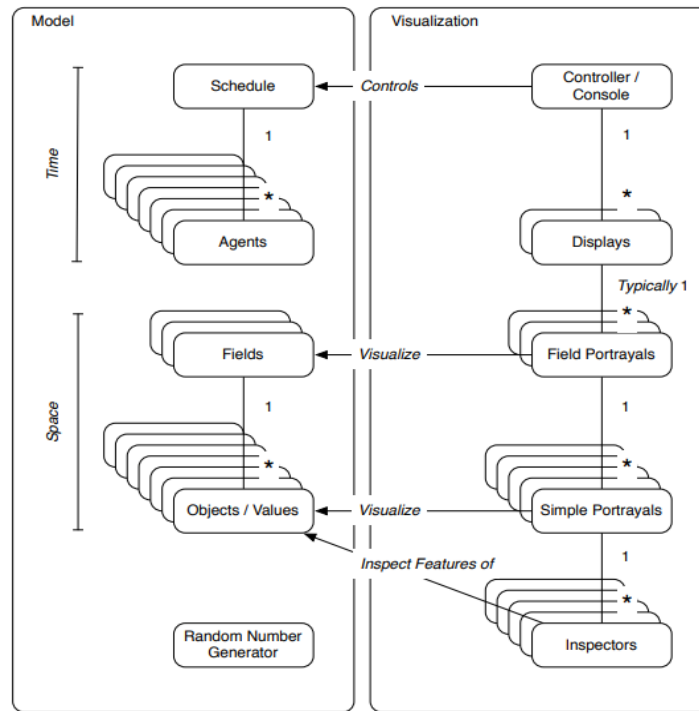 Model
Visualization
Schedule
Controls
Controller /
Console
1
1
Time
*
*
Agents
Displays
Typically 1
*
Fields
Visualize
Field Portrayals
1
1
Space
*
*
Objects / Values
Visualize
Simple Portrayals
Inspect Features of
1
*
Random Number
Generator
Inspectors